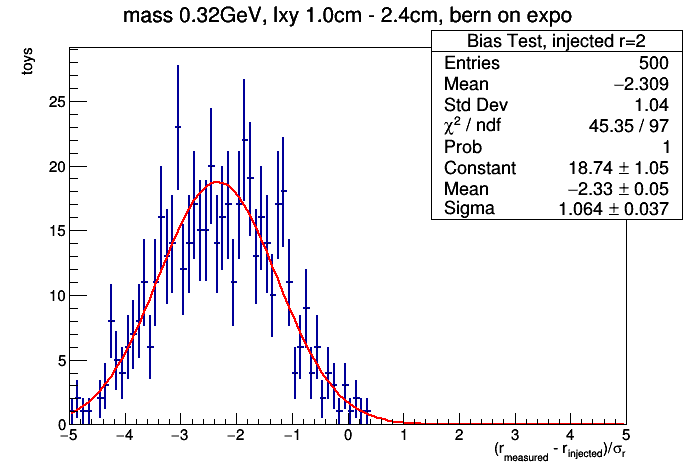 mass 0.32GeV, lxy 1.0cm - 2.4cm, bern on expo
toys
Bias Test, injected r=2
Entries 500
Mean −2.309
Std Dev 1.04
χ² / ndf 45.35 / 97
Prob 1
Constant 18.74 ± 1.05
Mean −2.33 ± 0.05
Sigma 1.064 ± 0.037
25
20
15
10
5
0
−5 −4 −3 −2 −1 0 1 2 3 4 5
(r_measured - r_injected)/σ_r